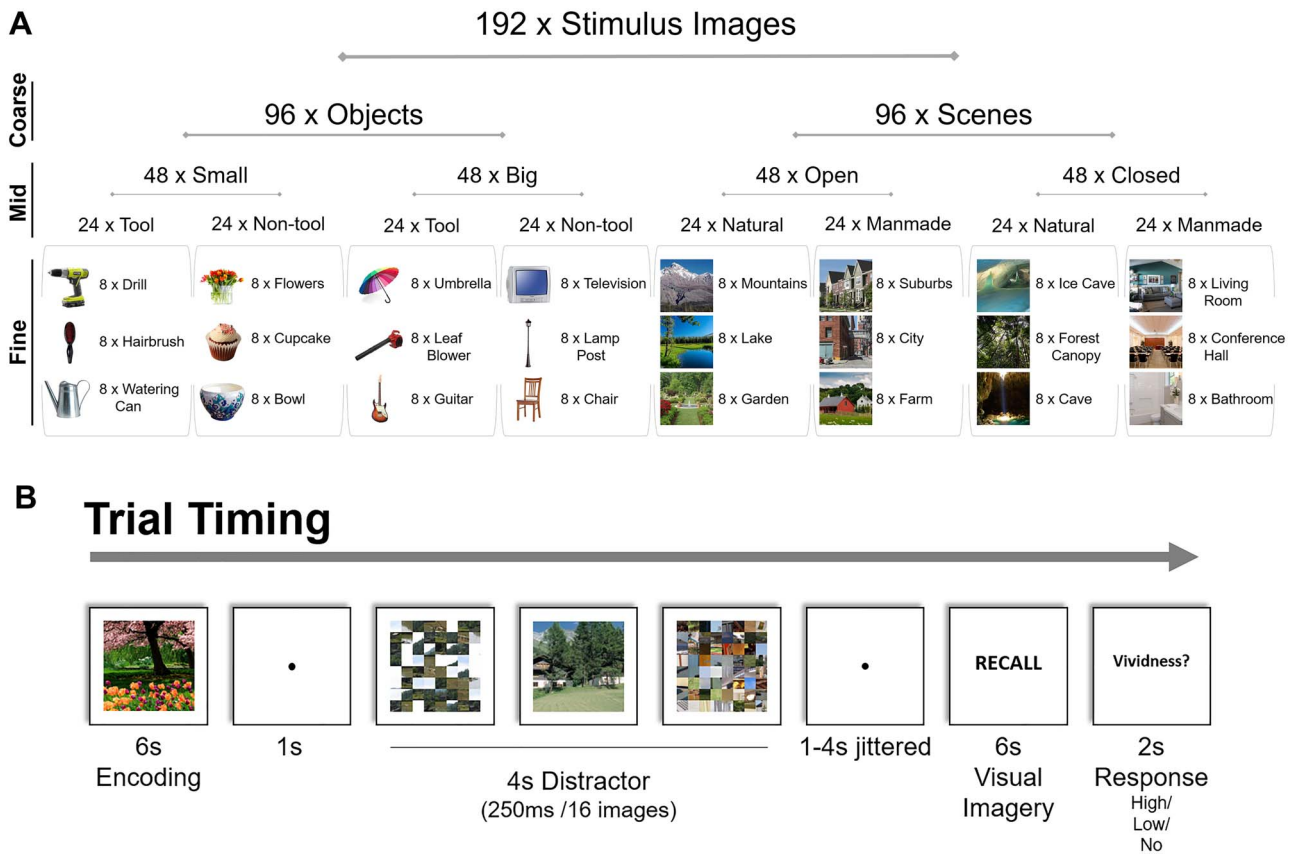 A
192 x Stimulus Images
Coarse
96 x Objects
96 x Scenes
Mid
48 x Small
48 x Big
48 x Open
48 x Closed
24 x Tool
24 x Non-tool
24 x Tool
24 x Non-tool
24 x Natural
24 x Manmade
24 x Natural
24 x Manmade
Fine
8 x Drill
8 x Hairbrush
8 x Watering
Can
8 x Flowers
8 x Cupcake
8 x Bowl
8 x Umbrella
8 x Leaf
Blower
8 x Guitar
8 x Television
8 x Lamp
Post
8 x Chair
8 x Mountains
8 x Lake
8 x Garden
8 x Suburbs
8 x City
8 x Farm
8 x Ice Cave
8 x Forest
Canopy
8 x Cave
8 x Living
Room
8 x Conference
Hall
8 x Bathroom
B
Trial Timing
RECALL
Vividness?
6s
Encoding
1s
4s Distractor
(250ms /16 images)
1-4s jittered
6s
Visual
Imagery
2s
Response
High/
Low/
No